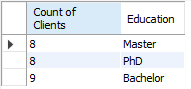 Count of Clients Education
8 Master
8 PhD
9 Bachelor